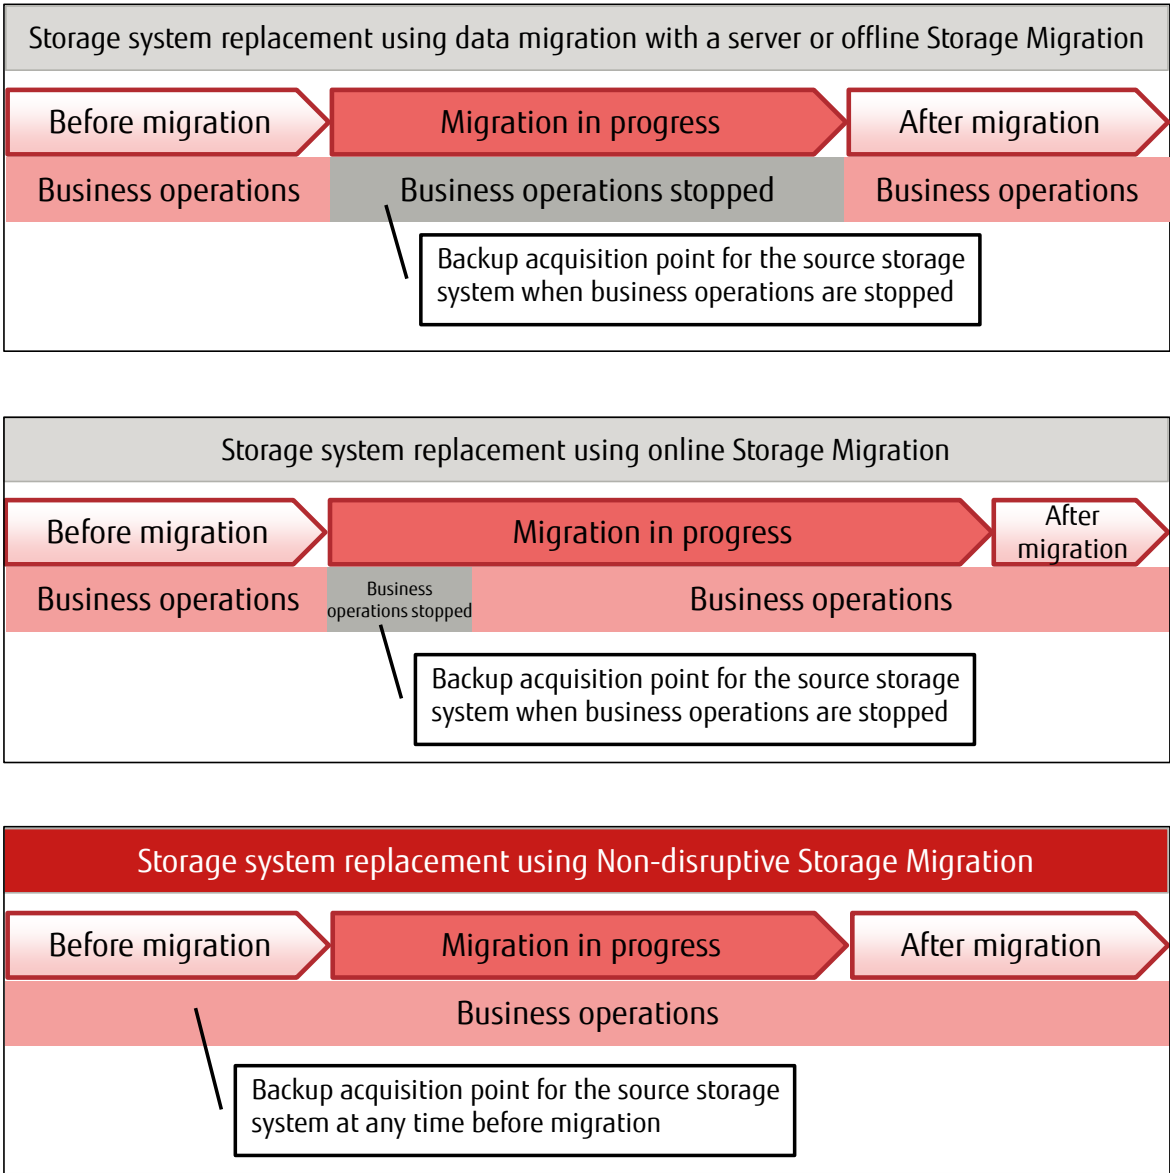 Storage system replacement using data migration with a server or offline Storage Migration
Before migration
Migration in progress
After migration
Business operations
Business operations stopped
Business operations
Backup acquisition point for the source storage
system when business operations are stopped
Storage system replacement using online Storage Migration
Before migration
Migration in progress
After
migration
Business operations
Business
operations stopped
Business operations
Backup acquisition point for the source storage
system when business operations are stopped
Storage system replacement using Non-disruptive Storage Migration
Before migration
Migration in progress
After migration
Business operations
Backup acquisition point for the source storage
system at any time before migration